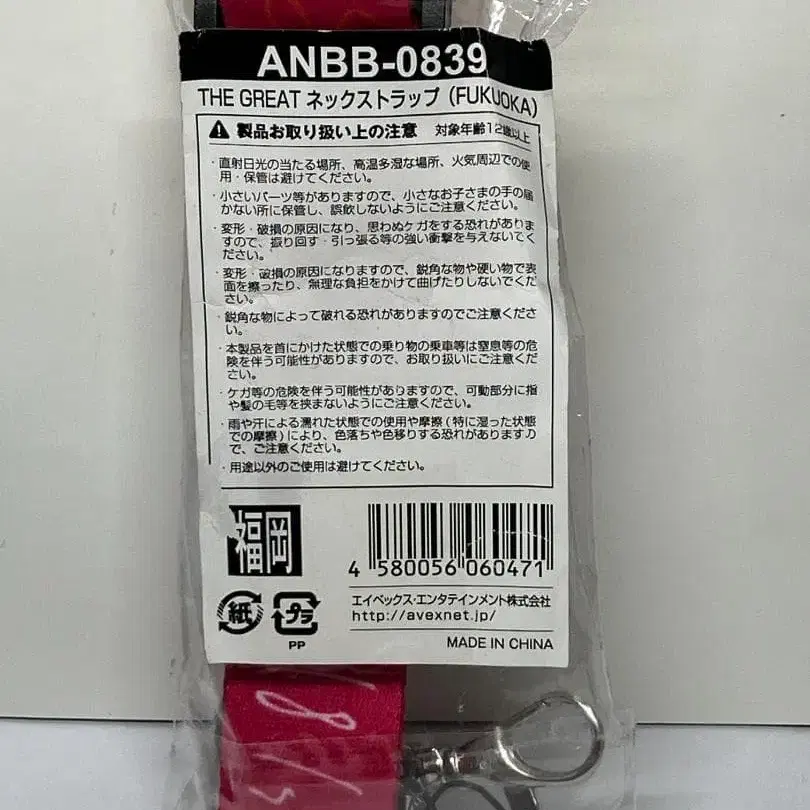 ANBB-0839
THE GREAT ネックストラップ (FUKUOKA)
製品お取り扱い上の注意 対象年齢12歳以上
・直射日光の当たる場所、高温多湿な場所、火気周辺での使
用・保管は避けてください。
・小さいパーツ等がありますので、小さなお子さまの手の届
かない所に保管し、誤飲しないようにご注意ください。
・変形・破損の原因になり、思わぬケガをする恐れがありま
すので、振り回す・引っ張る等の強い衝撃を与えないでく
ださい。
・変形・破損の原因になりますので、鋭角な物や硬い物で表
面を擦ったり、無理な負担をかけて曲げたりしないでくだ
さい。
・鋭角な物によって破れる恐れがありますのでご注意くださ
い。
・本製品を首にかけた状態での乗り物の乗車等は窒息等の危
険を伴う可能性がありますので、お取り扱いにご注意くださ
い。
・ケガ等の危険を伴う可能性がありますので、可動部分に指
や髪の毛等を挟まないようにご注意ください。
・雨や汗による濡れた状態での使用や摩擦(特に湿った状態
での摩擦)により、色落ちや色移りする恐れがありますの
で、ご注意ください。
・用途以外のご使用は避けてください。
福岡
4 580056 060471
紙 プラ
PP
エイベックス・エンタテインメント株式会社
http://avexnet.jp/
MADE IN CHINA